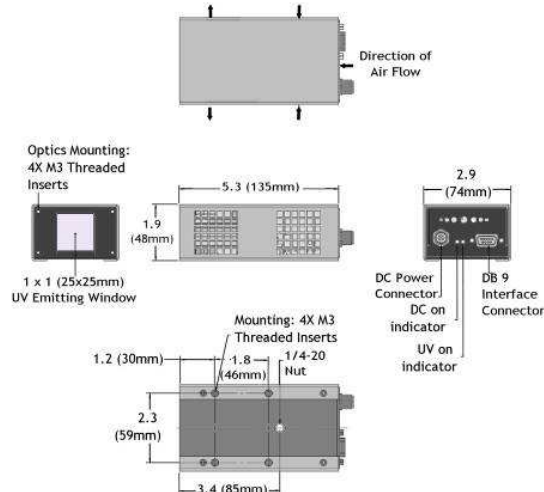 Direction of
Air Flow
Optics Mounting:
4X M3 Threaded
Inserts
5.3 (135mm)
1.9
(48mm)
2.9
(74mm)
1 x 1 (25x25mm)
UV Emitting Window
DC Power
Connector
DC on
indicator
UV on
indicator
DB 9
Interface
Connector
Mounting: 4X M3
Threaded Inserts
1.2 (30mm)
1.8
(46mm)
1/4-20
Nut
2.3
(59mm)
3.4 (85mm)